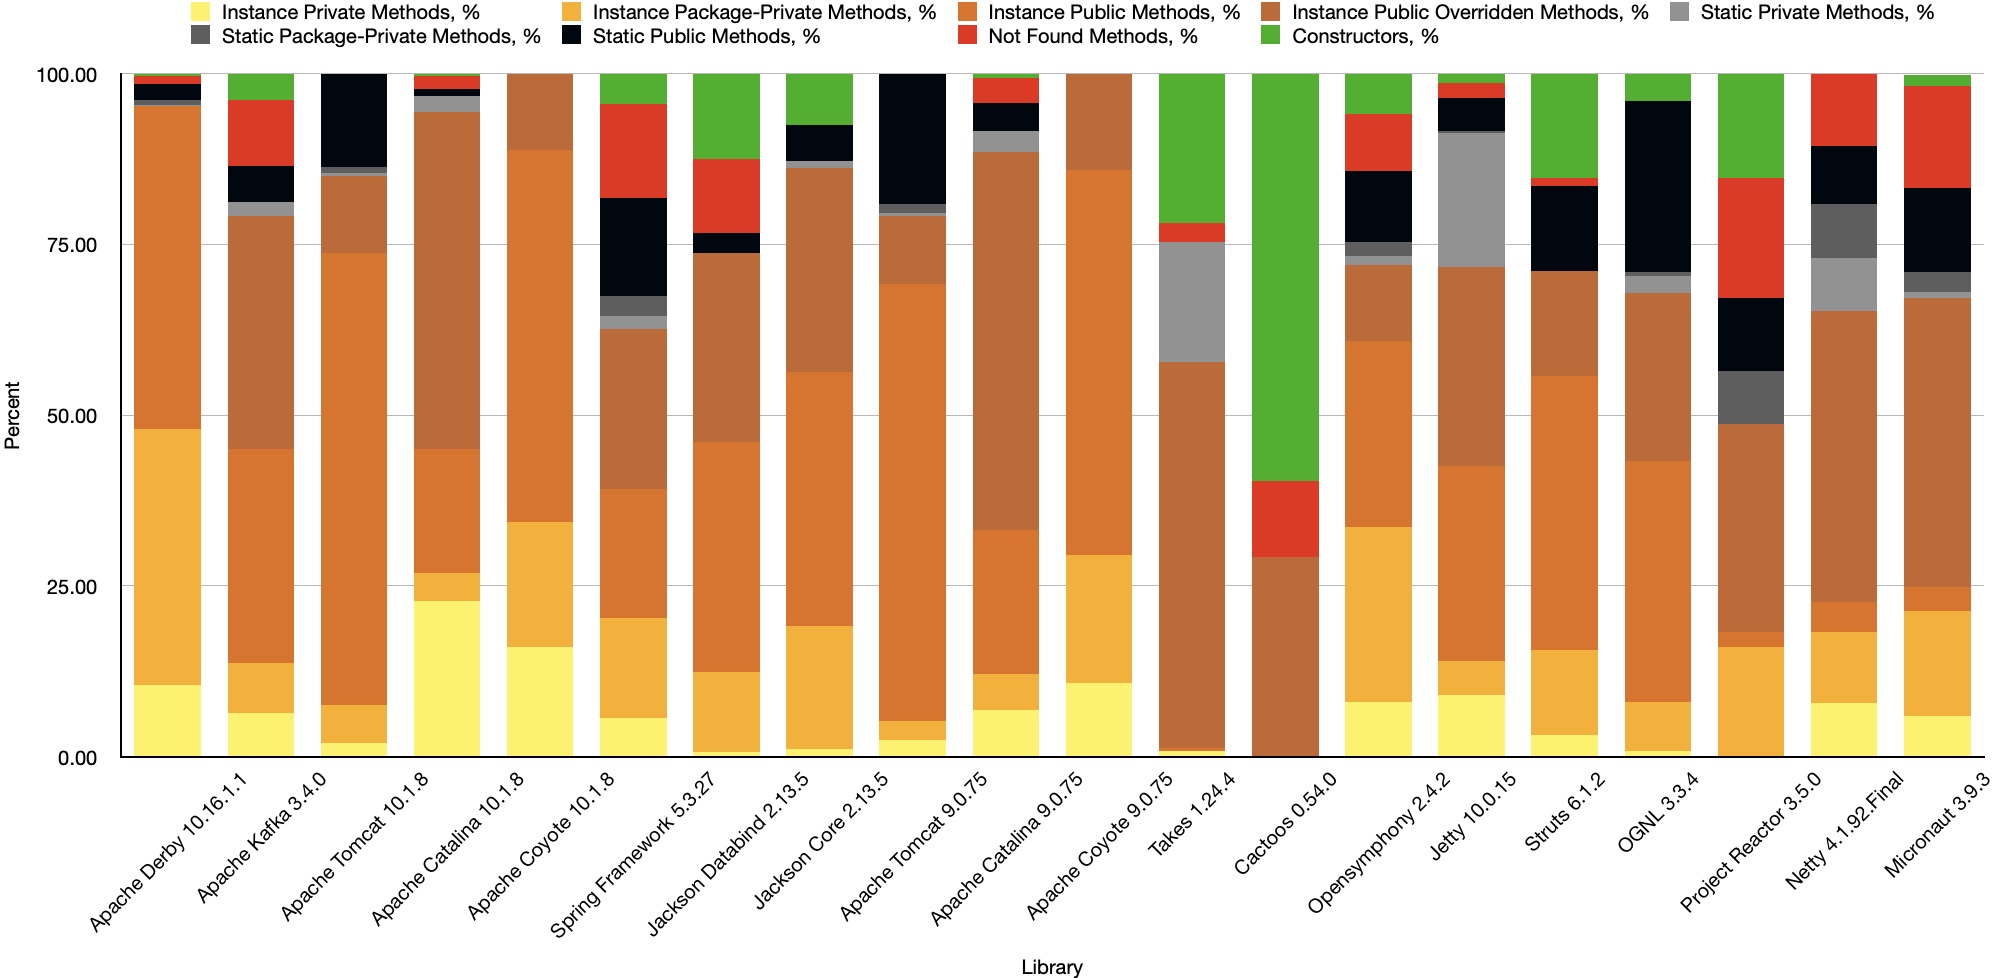 Instance Private Methods, % Instance Package-Private Methods, % Instance Public Methods, % Instance Public Overridden Methods, % Static Private Methods, %
Static Package-Private Methods, % Static Public Methods, % Not Found Methods, % Constructors, %
100.00
75.00
50.00
25.00
0.00
Percent
Apache Derby 10.16.1.1
Apache Kafka 3.4.0
Apache Tomcat 10.1.8
Apache Catalina 10.1.8
Apache Coyote 10.1.8
Spring Framework 5.3.27
Jackson Databind 2.13.5
Jackson Core 2.13.5
Apache Tomcat 9.0.75
Apache Catalina 9.0.75
Apache Coyote 9.0.75
Takes 1.24.4
Cactoos 0.54.0
Opensymphony 2.4.2
Jetty 10.0.15
Struts 6.1.2
OGNL 3.3.4
Project Reactor 3.5.0
Netty 4.1.92.Final
Micronaut 3.9.3
Library